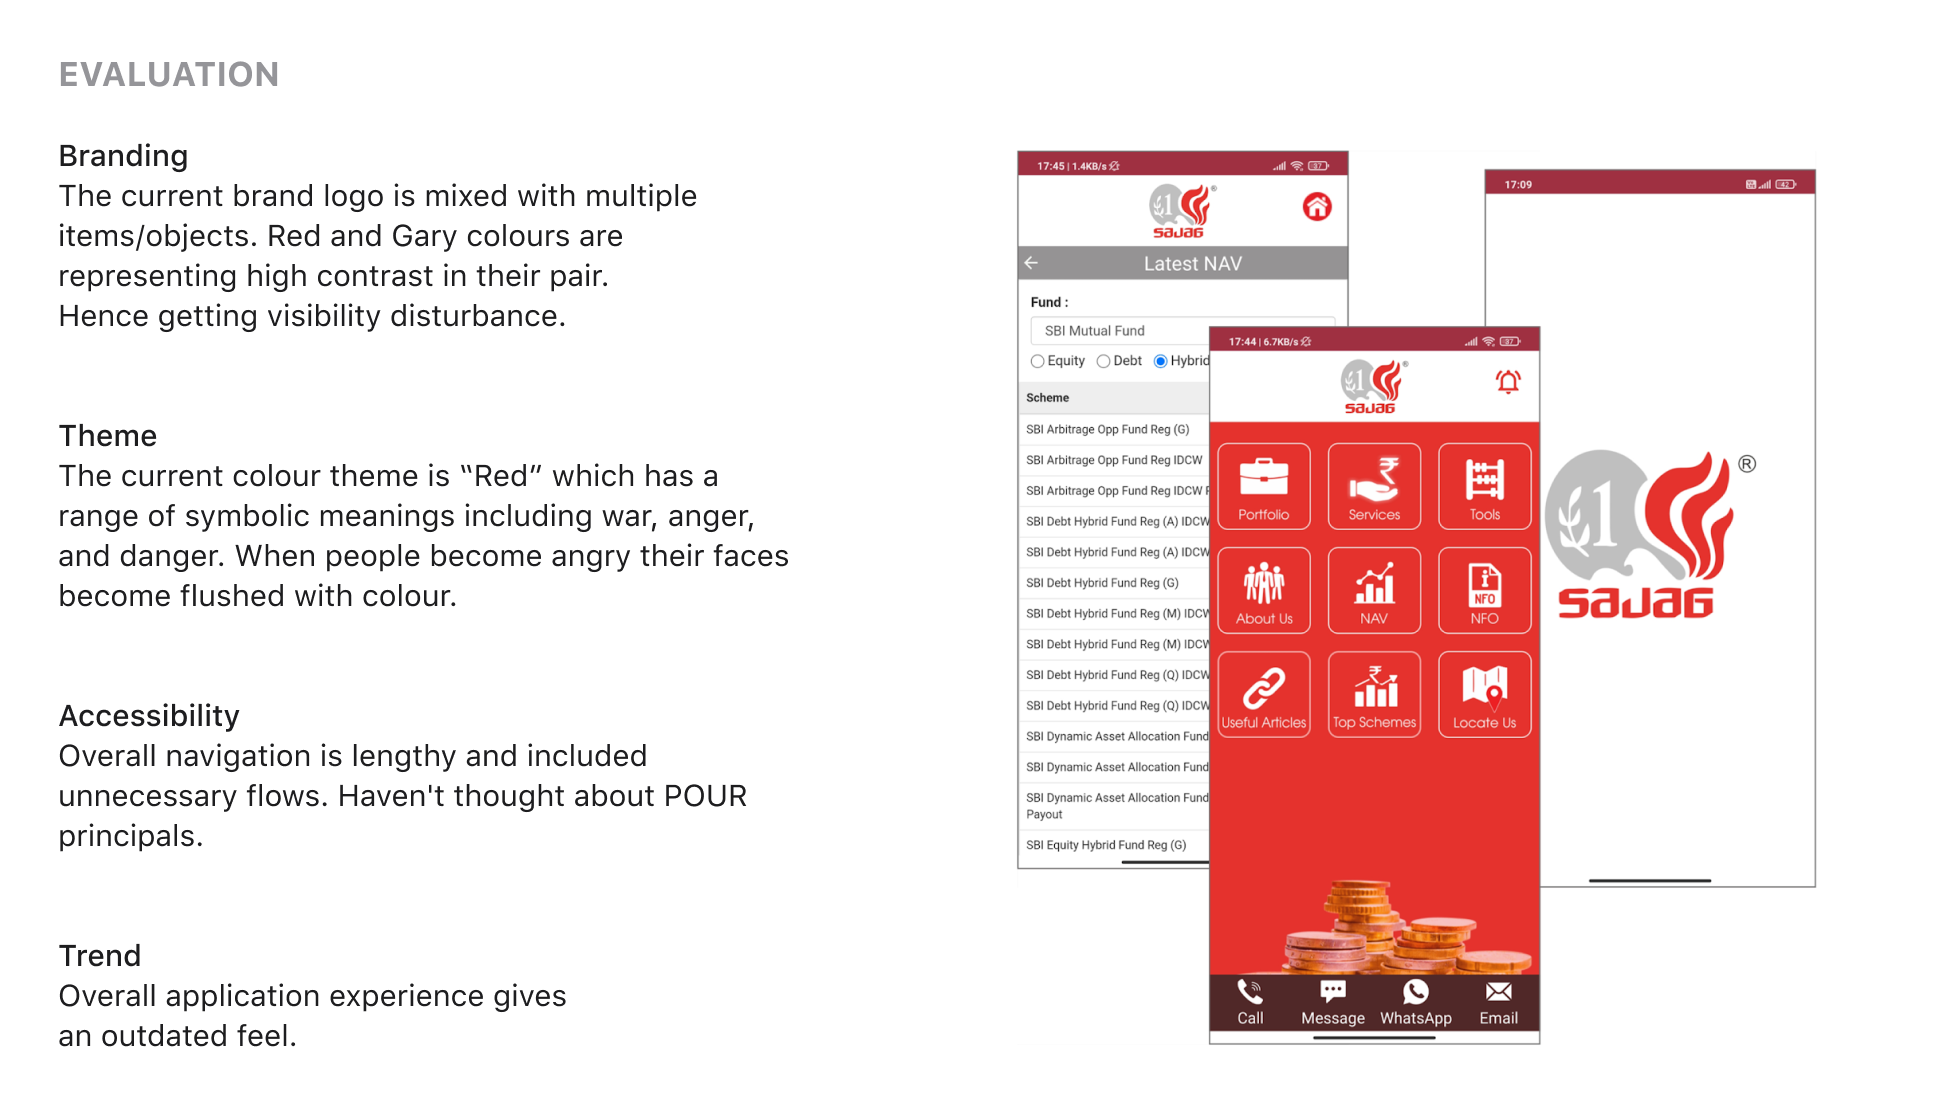 EVALUATION
Branding
The current brand logo is mixed with multiple
items/objects. Red and Gary colours are
representing high contrast in their pair.
Hence getting visibility disturbance.
Theme
The current colour theme is “Red” which has a
range of symbolic meanings including war, anger,
and danger. When people become angry their faces
become flushed with colour.
Accessibility
Overall navigation is lengthy and included
unnecessary flows. Haven't thought about POUR
principals.
Trend
Overall application experience gives
an outdated feel.
17:45 | 1.4KB/s
37
1
®
SaJaG
Latest NAV
Fund :
SBI Mutual Fund
Equity Debt Hybrid
Scheme
SBI Arbitrage Opp Fund Reg (G)
SBI Arbitrage Opp Fund Reg IDCW
SBI Arbitrage Opp Fund Reg IDCW
SBI Debt Hybrid Fund Reg (A) IDCW
SBI Debt Hybrid Fund Reg (A) IDCW
SBI Debt Hybrid Fund Reg (G)
SBI Debt Hybrid Fund Reg (M) IDCW
SBI Debt Hybrid Fund Reg (M) IDCW
SBI Debt Hybrid Fund Reg (Q) IDCW
SBI Debt Hybrid Fund Reg (Q) IDCW
SBI Dynamic Asset Allocation Fund
SBI Dynamic Asset Allocation Fund
SBI Dynamic Asset Allocation Fund
Payout
SBI Equity Hybrid Fund Reg (G)
17:44 | 6.7KB/s
37
1
®
SaJaG
Portfolio Services Tools
About Us NAV NFO
NFO
Useful Articles Top Schemes Locate Us
Call Message WhatsApp Email
17:09
42
1
®
SaJaG